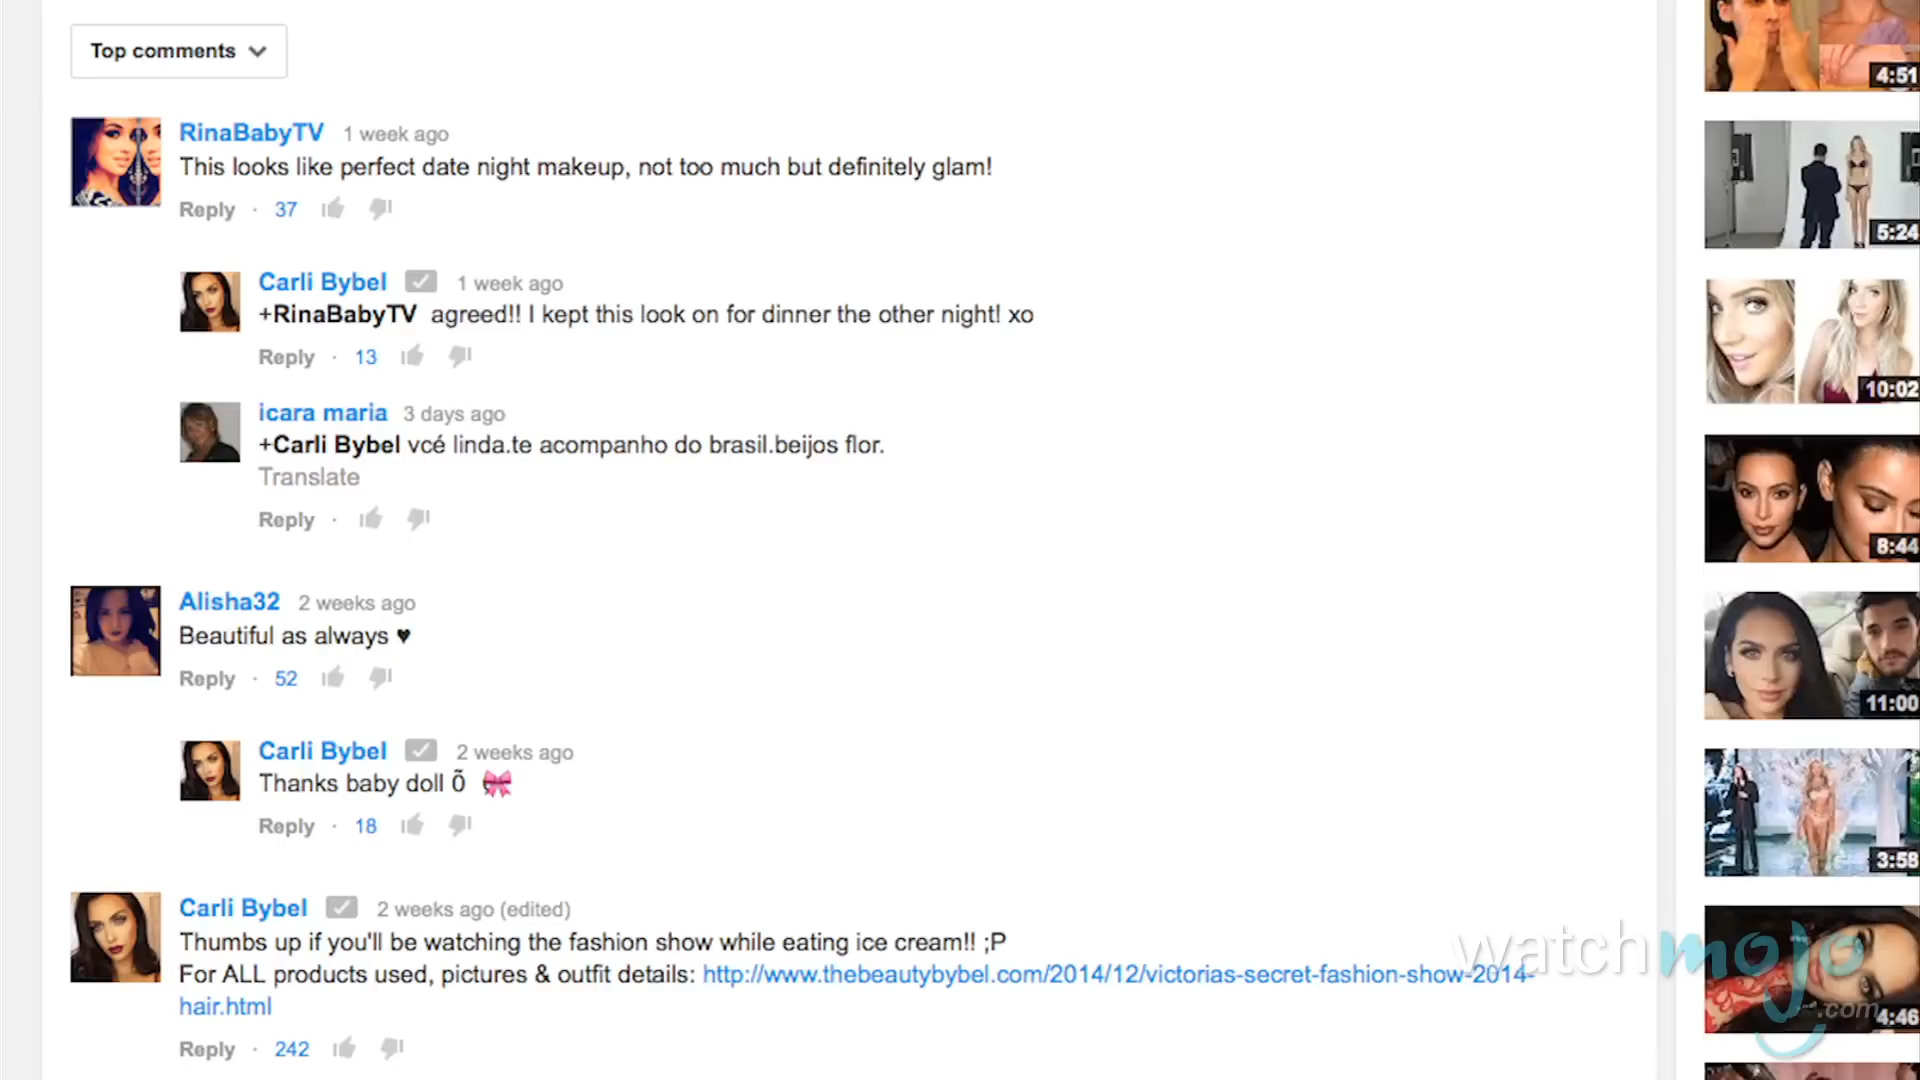 Top comments
RinaBabyTV 1 week ago
This looks like perfect date night makeup, not too much but definitely glam!
Reply · 37
Carli Bybel 1 week ago
+RinaBabyTV agreed!! I kept this look on for dinner the other night! xo
Reply · 13
icara maria 3 days ago
+Carli Bybel vcé linda.te acompanho do brasil.beijos flor.
Translate
Reply ·
Alisha32 2 weeks ago
Beautiful as always ♥
Reply · 52
Carli Bybel 2 weeks ago
Thanks baby doll Õ 🎀
Reply · 18
Carli Bybel 2 weeks ago (edited)
Thumbs up if you'll be watching the fashion show while eating ice cream!! ;P
For ALL products used, pictures & outfit details: http://www.thebeautybybel.com/2014/12/victorias-secret-fashion-show-2014-
hair.html
Reply · 242
4:51
5:24
10:02
8:44
11:00
3:58
4:46
watchmojo
.com